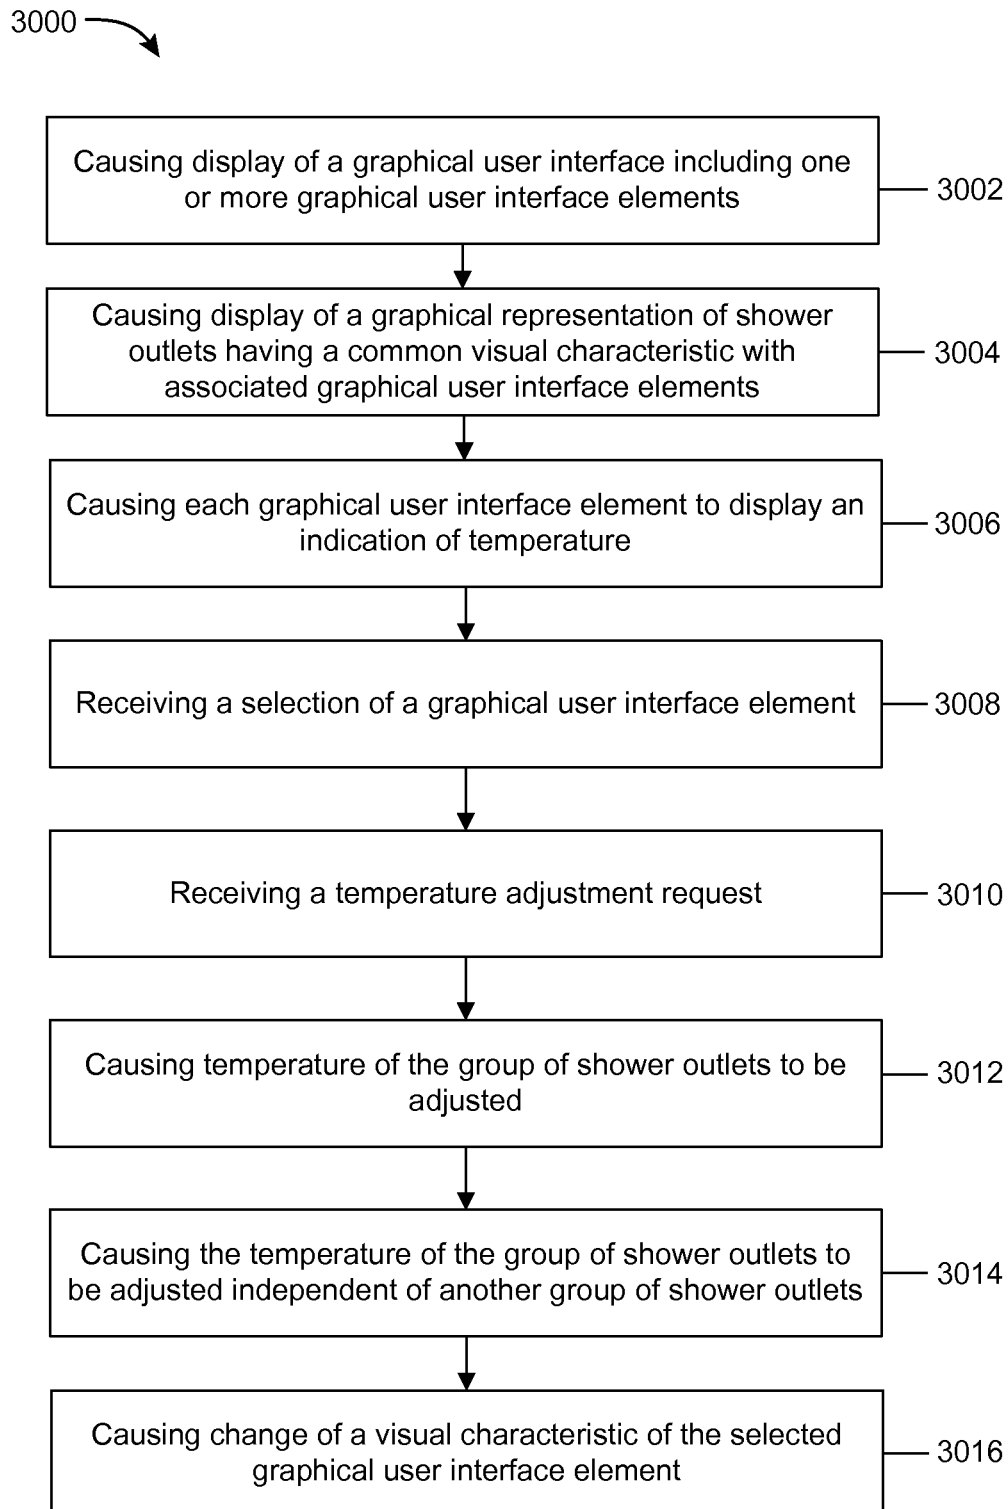 3000
Causing display of a graphical user interface including one
or more graphical user interface elements
3002
Causing display of a graphical representation of shower
outlets having a common visual characteristic with
associated graphical user interface elements
3004
Causing each graphical user interface element to display an
indication of temperature
3006
Receiving a selection of a graphical user interface element
3008
Receiving a temperature adjustment request
3010
Causing temperature of the group of shower outlets to be
adjusted
3012
Causing the temperature of the group of shower outlets to
be adjusted independent of another group of shower outlets
3014
Causing change of a visual characteristic of the selected
graphical user interface element
3016